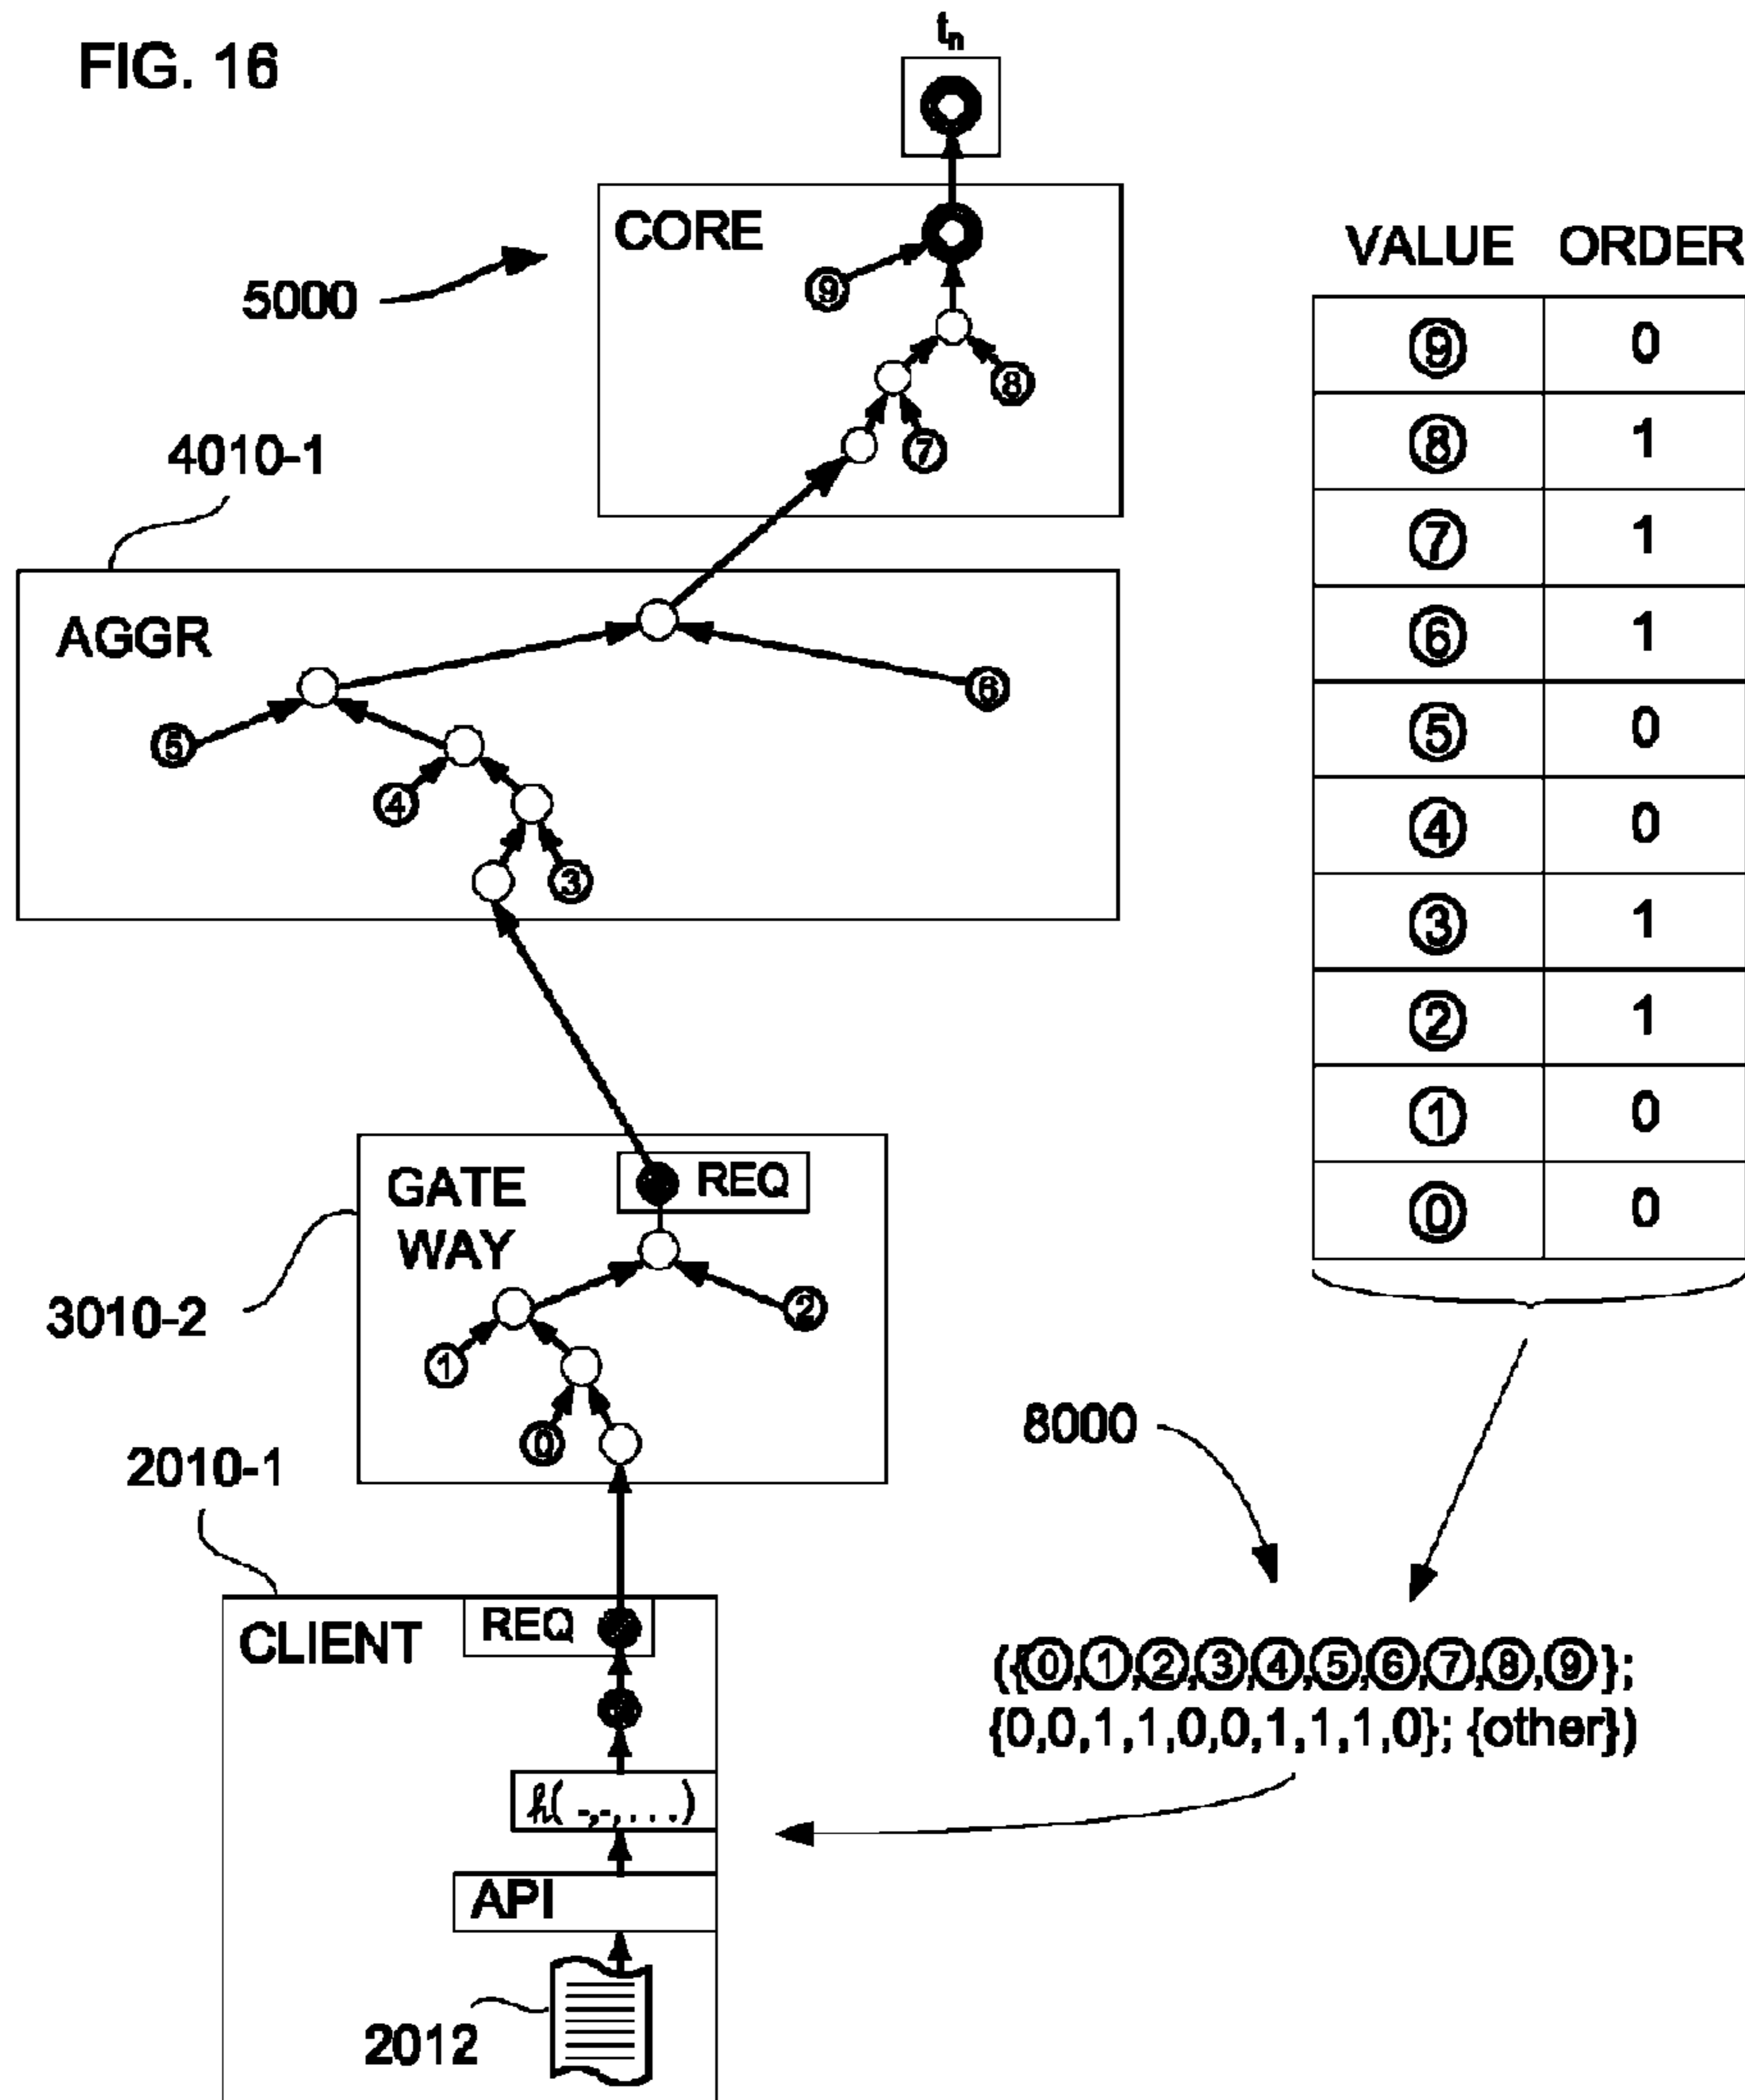 FIG. 16
tₙ
CORE
5000
⑨
⑧
⑦
4010-1
AGGR
⑥
⑤
④
③
GATE
WAY
REQ
3010-2
②
①
⓪
2010-1
CLIENT
REQ
h( -,-, . . .)
API
2012
VALUE ORDER
⑨ 0
⑧ 1
⑦ 1
⑥ 1
⑤ 0
④ 0
③ 1
② 1
① 0
⓪ 0
8000
({⓪,①,②,③,④,⑤,⑥,⑦,⑧,⑨};
{0,0,1,1,0,0,1,1,1,0}; {other})